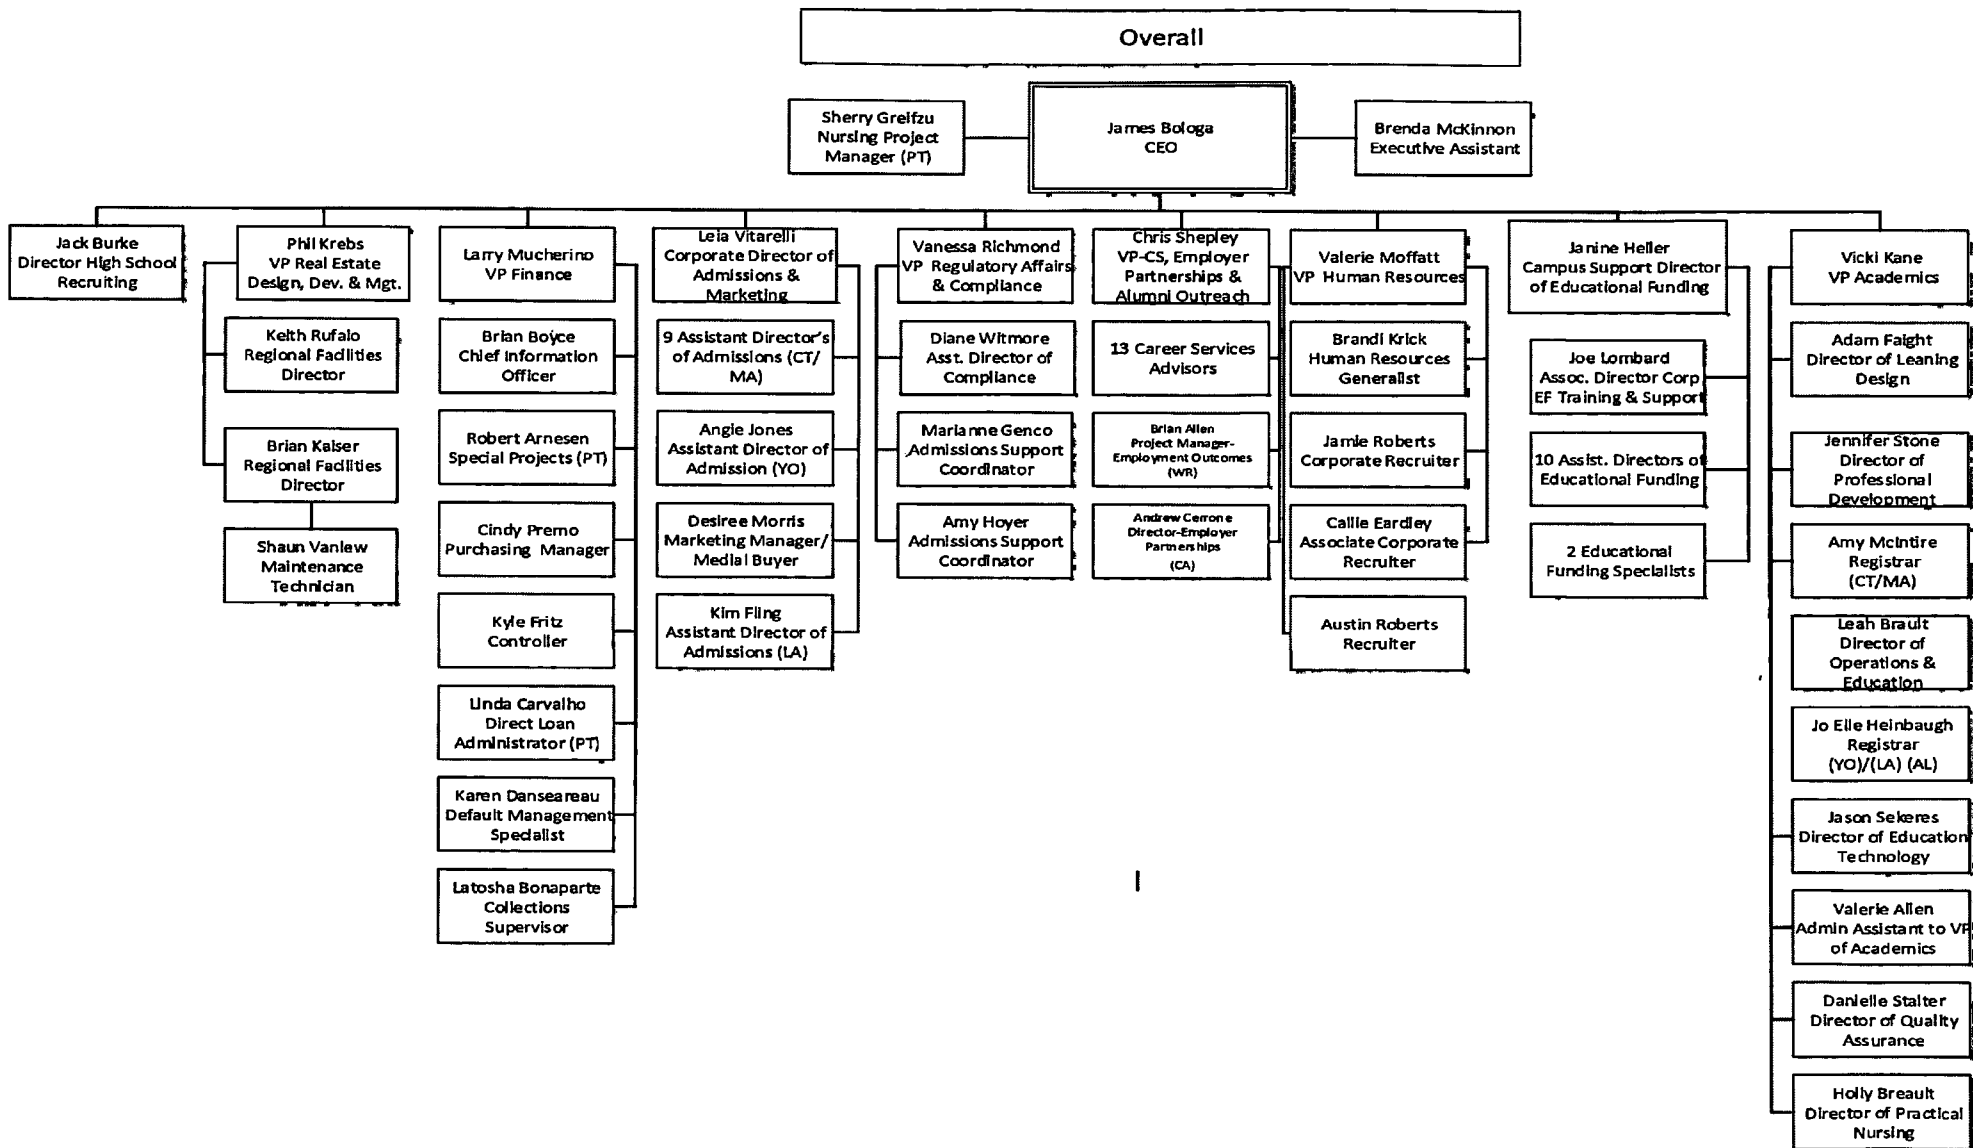 Overall
Sherry Greifzu
Nursing Project
Manager (PT)
James Bologa
CEO
Brenda McKinnon
Executive Assistant
Jack Burke
Director High School
Recruiting
Phil Krebs
VP Real Estate
Design, Dev. & Mgt.
Keith Rufalo
Regional Facilities
Director
Brian Kaiser
Regional Facilities
Director
Shaun Vanlew
Maintenance
Technician
Larry Mucherino
VP Finance
Brian Boyce
Chief Information
Officer
Robert Arnesen
Special Projects (PT)
Cindy Premo
Purchasing Manager
Kyle Fritz
Controller
Linda Carvalho
Direct Loan
Administrator (PT)
Karen Danseareau
Default Management
Specialist
Latosha Bonaparte
Collections
Supervisor
Leia Vitarelli
Corporate Director of
Admissions &
Marketing
9 Assistant Director's
of Admissions (CT/
MA)
Angie Jones
Assistant Director of
Admission (YO)
Desiree Morris
Marketing Manager/
Medial Buyer
Kim Fling
Assistant Director of
Admissions (LA)
Vanessa Richmond
VP Regulatory Affairs
& Compliance
Diane Witmore
Asst. Director of
Compliance
Marianne Genco
Admissions Support
Coordinator
Amy Hoyer
Admissions Support
Coordinator
Chris Shepley
VP-CS, Employer
Partnerships &
Alumni Outreach
13 Career Services
Advisors
Brian Allen
Project Manager-
Employment Outcomes
(WR)
Andrew Cerrone
Director-Employer
Partnerships
(CA)
Valerie Moffatt
VP Human Resources
Brandi Krick
Human Resources
Generalist
Jamie Roberts
Corporate Recruiter
Callie Eardley
Associate Corporate
Recruiter
Austin Roberts
Recruiter
Janine Heller
Campus Support Director
of Educational Funding
Joe Lombard
Assoc. Director Corp
EF Training & Support
10 Assist. Directors of
Educational Funding
2 Educational
Funding Specialists
Vicki Kane
VP Academics
Adam Faight
Director of Leaning
Design
Jennifer Stone
Director of
Professional
Development
Amy McIntire
Registrar
(CT/MA)
Leah Brault
Director of
Operations &
Education
Jo Elle Heinbaugh
Registrar
(YO)/(LA) (AL)
Jason Sekeres
Director of Education
Technology
Valerie Allen
Admin Assistant to VP
of Academics
Danielle Stalter
Director of Quality
Assurance
Holly Breault
Director of Practical
Nursing